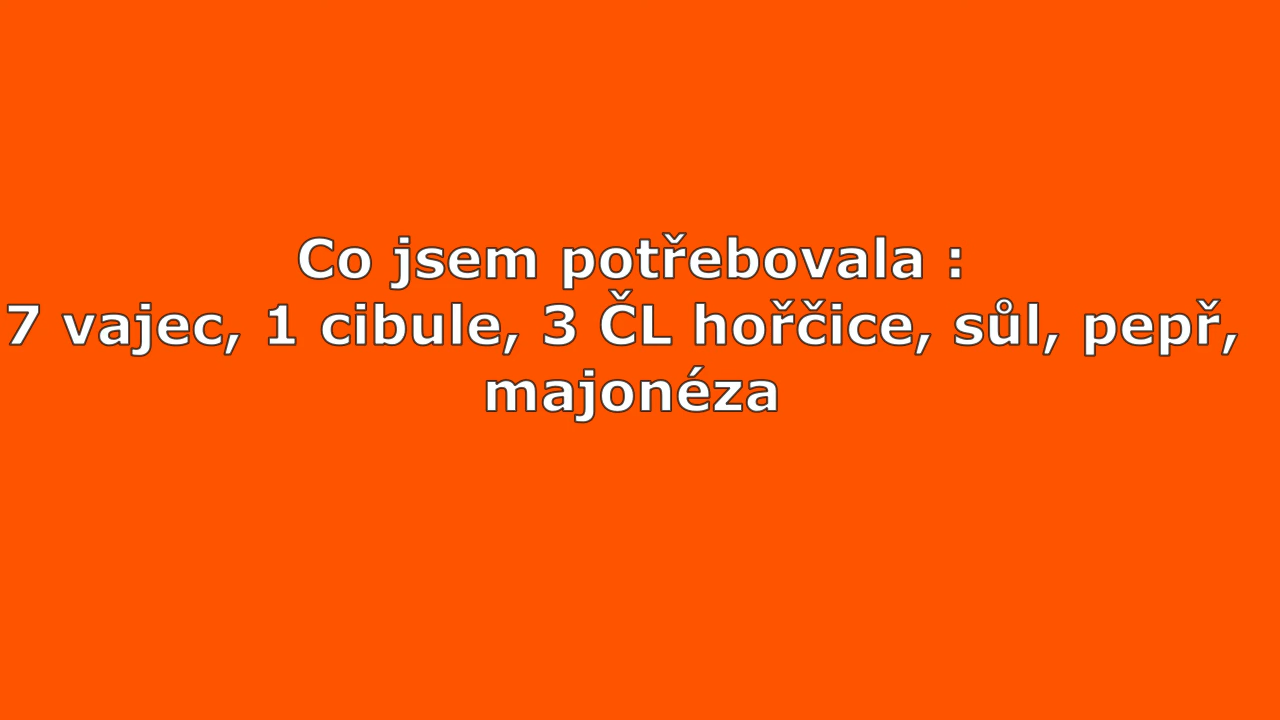 Co jsem potřebovala :
7 vajec, 1 cibule, 3 ČL hořčice, sůl, pepř,
majonéza